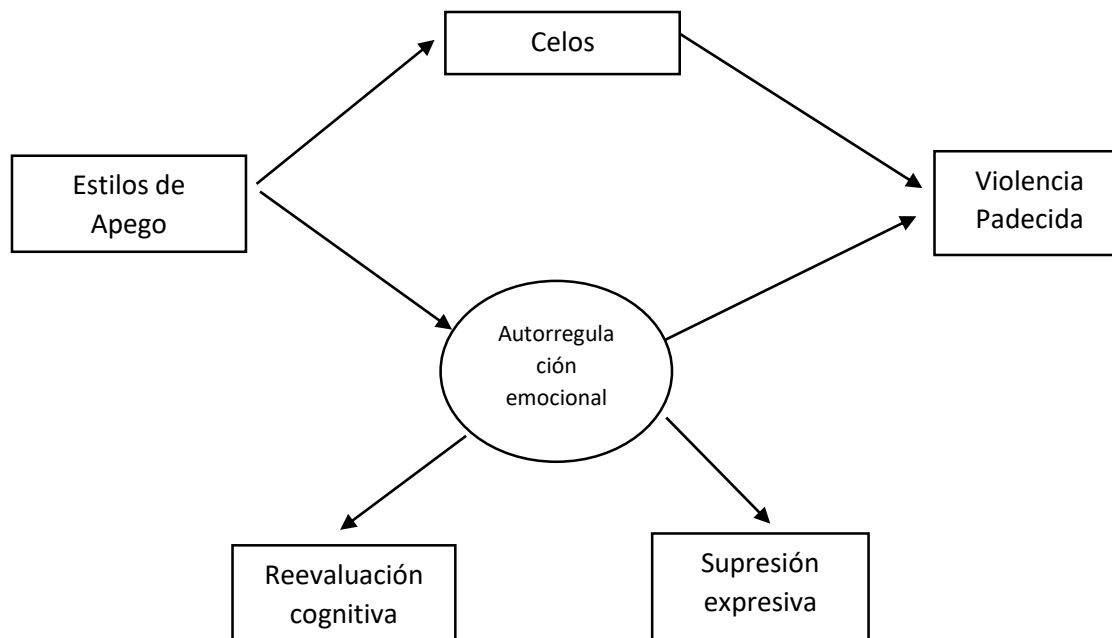 Celos
Estilos de
Apego
Violencia
Padecida
Autorregula
ción
emocional
Reevaluación
cognitiva
Supresión
expresiva